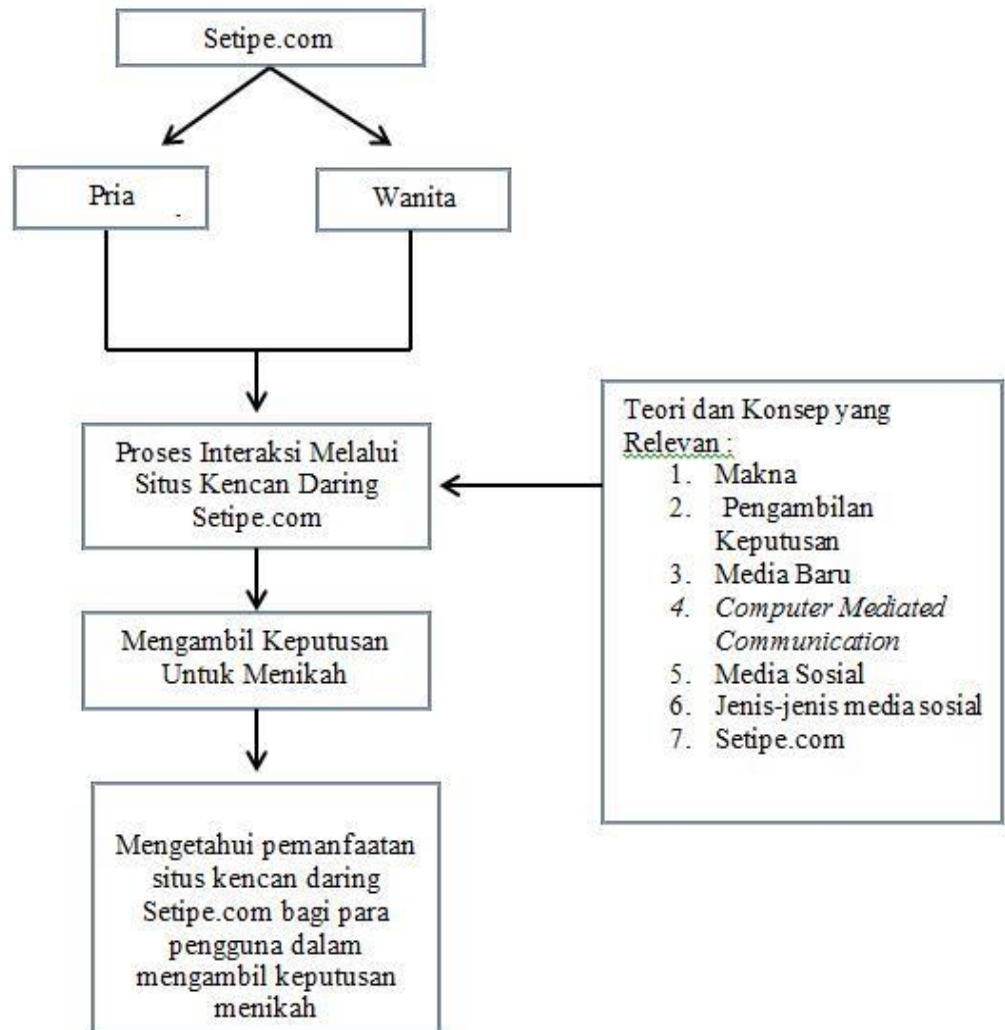 Setipe.com
Pria
Wanita
Proses Interaksi Melalui
Situs Kencan Daring
Setipe.com
Teori dan Konsep yang
Relevan :
1. Makna
2. Pengambilan
Keputusan
3. Media Baru
4. Computer Mediated
Communication
5. Media Sosial
6. Jenis-jenis media sosial
7. Setipe.com
Mengambil Keputusan
Untuk Menikah
Mengetahui pemanfaatan
situs kencan daring
Setipe.com bagi para
pengguna dalam
mengambil keputusan
menikah